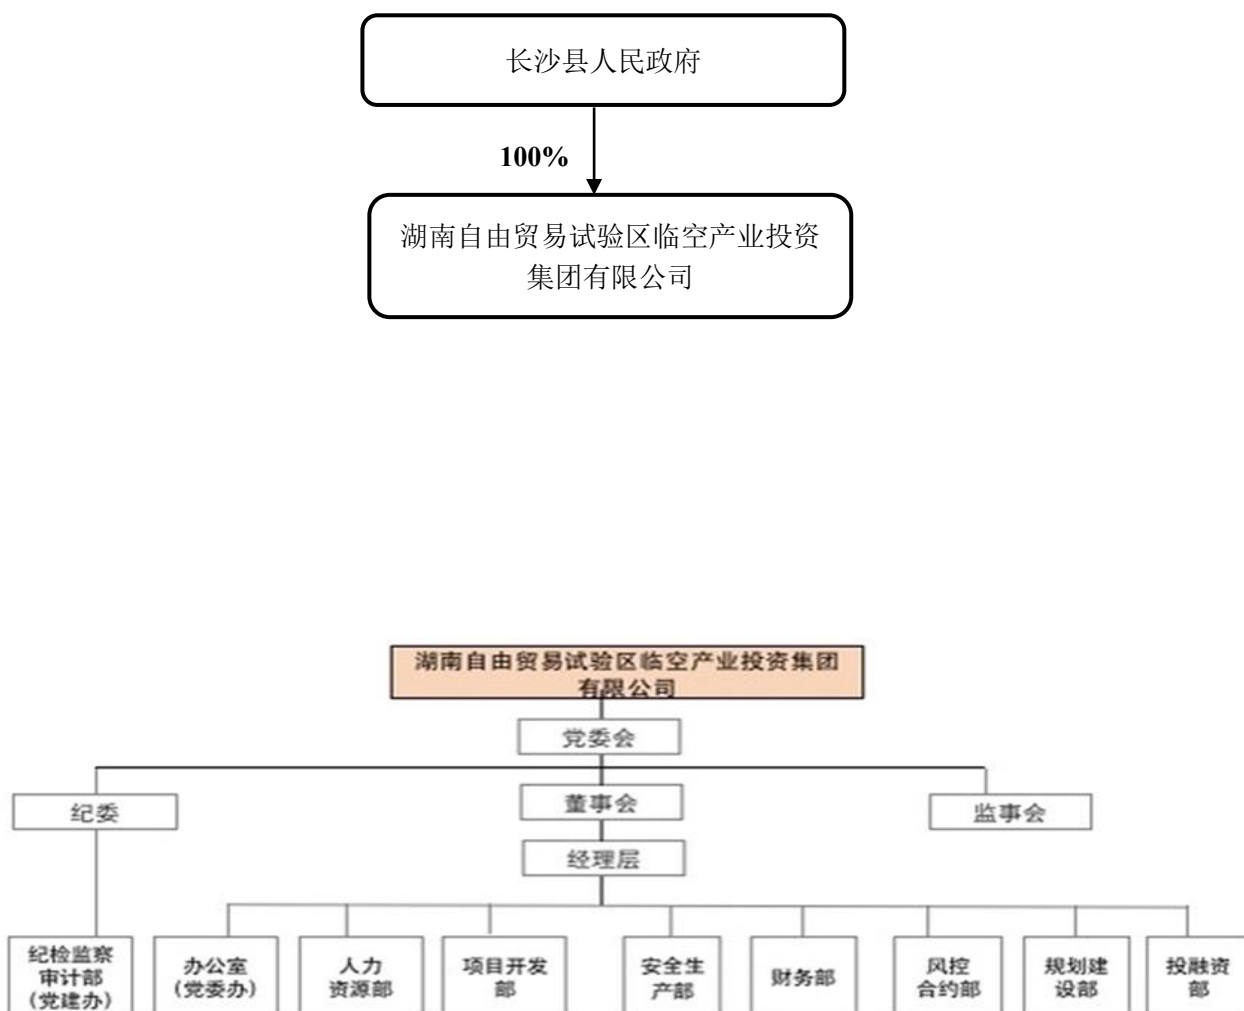 长沙县人民政府
100%
湖南自由贸易试验区临空产业投资
集团有限公司
湖南自由贸易试验区临空产业投资集团
有限公司
党委会
纪委
董事会
监事会
经理层
纪检监察
审计部
(党建办)
办公室
(党委办)
人力
资源部
项目开发
部
安全生
产部
财务部
风控
合约部
规划建
设部
投融资
部